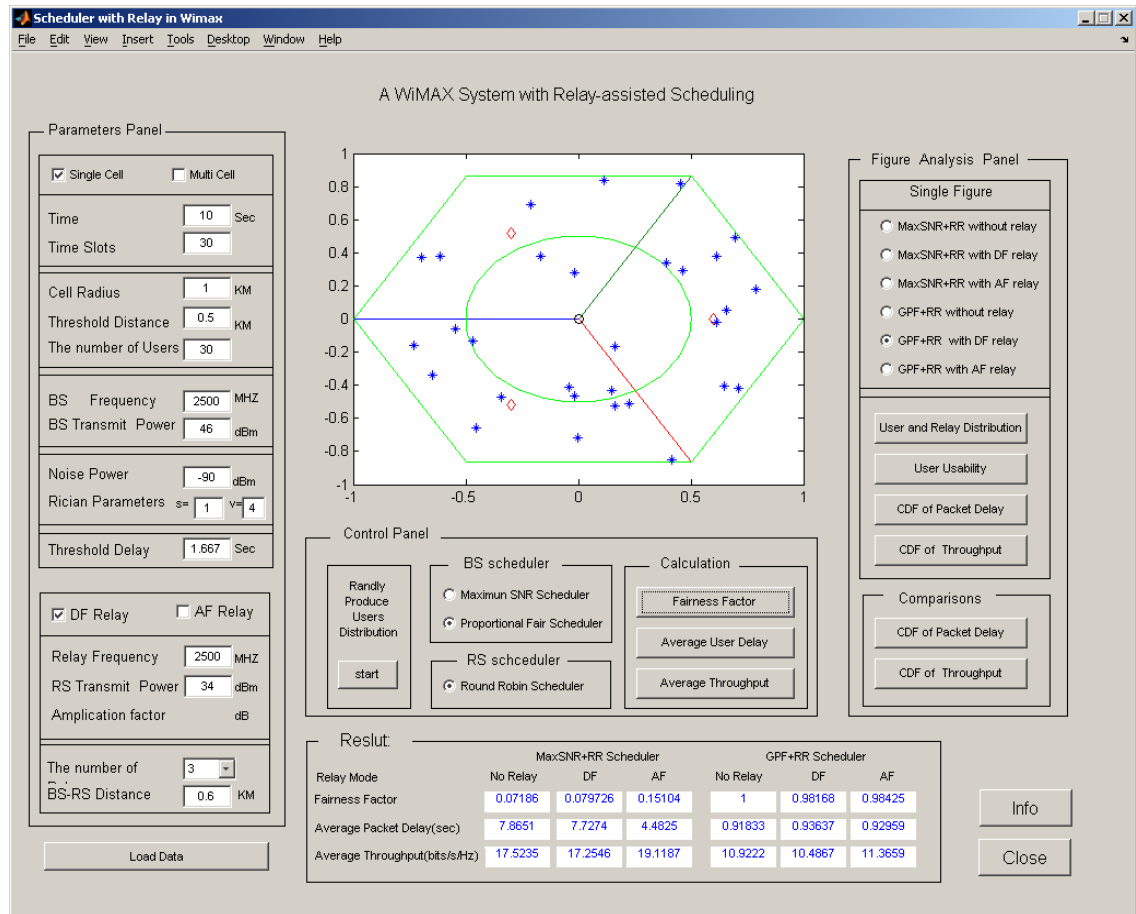 Scheduler with Relay in Wimax
File Edit View Insert Tools Desktop Window Help
A WiMAX System with Relay-assisted Scheduling
Parameters Panel
Single Cell Multi Cell
Time 10 Sec
Time Slots 30
Cell Radius 1 KM
Threshold Distance 0.5 KM
The number of Users 30
BS Frequency 2500 MHZ
BS Transmit Power 46 dBm
Noise Power -90 dBm
Rician Parameters s= 1 v= 4
Threshold Delay 1.667 Sec
DF Relay AF Relay
Relay Frequency 2500 MHZ
RS Transmit Power 34 dBm
Amplication factor dB
The number of 3
BS-RS Distance 0.6 KM
Load Data
1
0.8
0.6
0.4
0.2
0
-0.2
-0.4
-0.6
-0.8
-1
-1 -0.5 0 0.5 1
Control Panel
Randly
Produce
Users
Distribution
start
BS scheduler
Maximun SNR Scheduler
Proportional Fair Scheduler
RS schceduler
Round Robin Scheduler
Calculation
Fairness Factor
Average User Delay
Average Throughput
Reslut:
MaxSNR+RR Scheduler GPF+RR Scheduler
Relay Mode No Relay DF AF No Relay DF AF
Fairness Factor 0.07186 0.079726 0.15104 1 0.98168 0.98425
Average Packet Delay(sec) 7.8651 7.7274 4.4825 0.91833 0.93637 0.92959
Average Throughput(bits/s/Hz) 17.5235 17.2546 19.1187 10.9222 10.4867 11.3659
Figure Analysis Panel
Single Figure
MaxSNR+RR without relay
MaxSNR+RR with DF relay
MaxSNR+RR with AF relay
GPF+RR without relay
GPF+RR with DF relay
GPF+RR with AF relay
User and Relay Distribution
User Usability
CDF of Packet Delay
CDF of Throughput
Comparisons
CDF of Packet Delay
CDF of Throughput
Info
Close